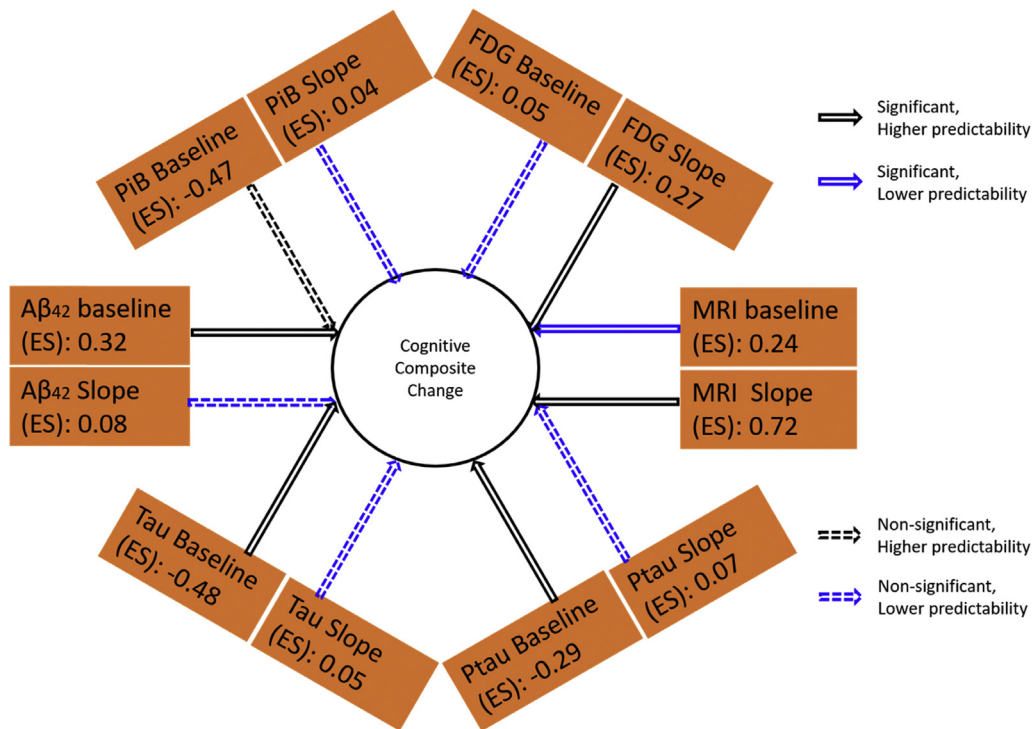 PiB Baseline
(ES): -0.47
PiB Slope
(ES): 0.04
FDG Baseline
(ES): 0.05
FDG Slope
(ES): 0.27
Significant,
Higher predictability
Significant,
Lower predictability
Aβ₄₂ baseline
(ES): 0.32
Aβ₄₂ Slope
(ES): 0.08
Cognitive
Composite
Change
MRI baseline
(ES): 0.24
MRI Slope
(ES): 0.72
Tau Baseline
(ES): -0.48
Tau Slope
(ES): 0.05
Ptau Baseline
(ES): -0.29
Ptau Slope
(ES): 0.07
Non-significant,
Higher predictability
Non-significant,
Lower predictability